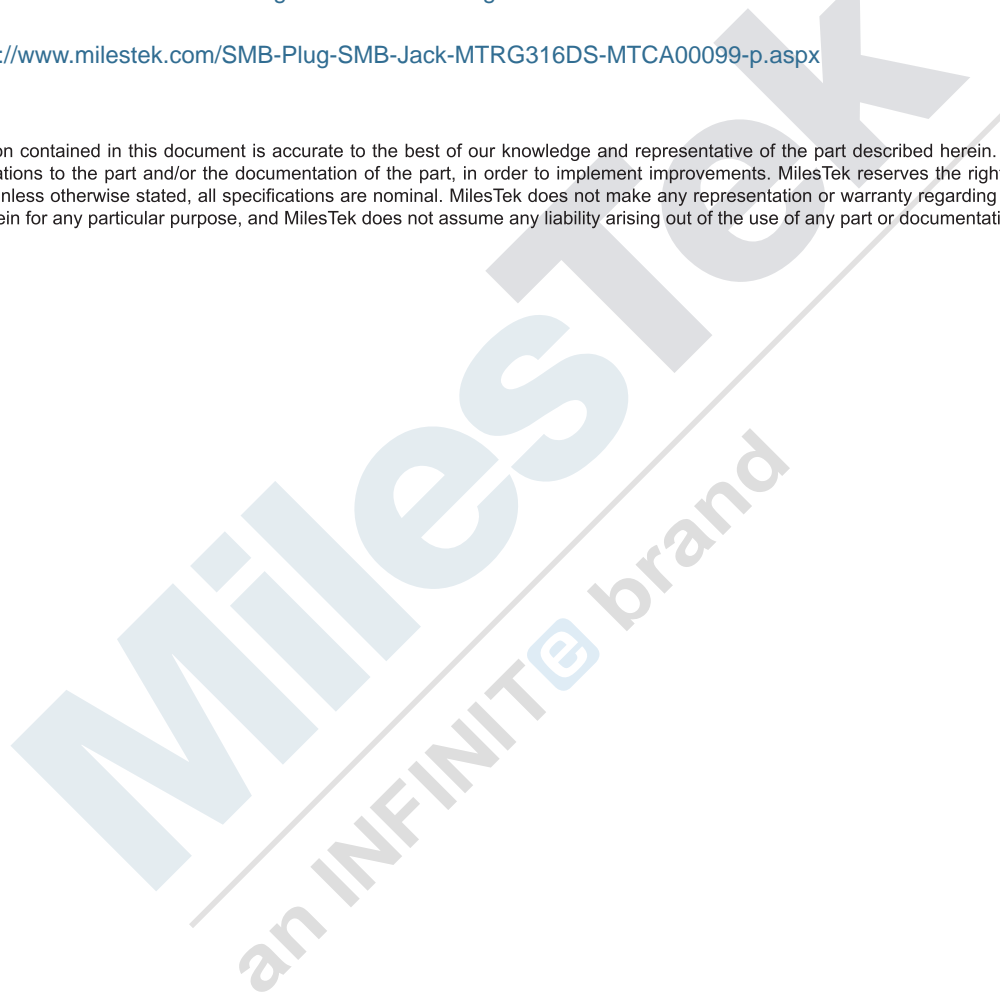 ://www.milestek.com/SMB-Plug-SMB-Jack-MTRG316DS-MTCA00099-p.aspx
on contained in this document is accurate to the best of our knowledge and representative of the part described herein.
ations to the part and/or the documentation of the part, in order to implement improvements. MilesTek reserves the right
nless otherwise stated, all specifications are nominal. MilesTek does not make any representation or warranty regarding
ein for any particular purpose, and MilesTek does not assume any liability arising out of the use of any part or documentati
MilesTek
an INFINITe brand